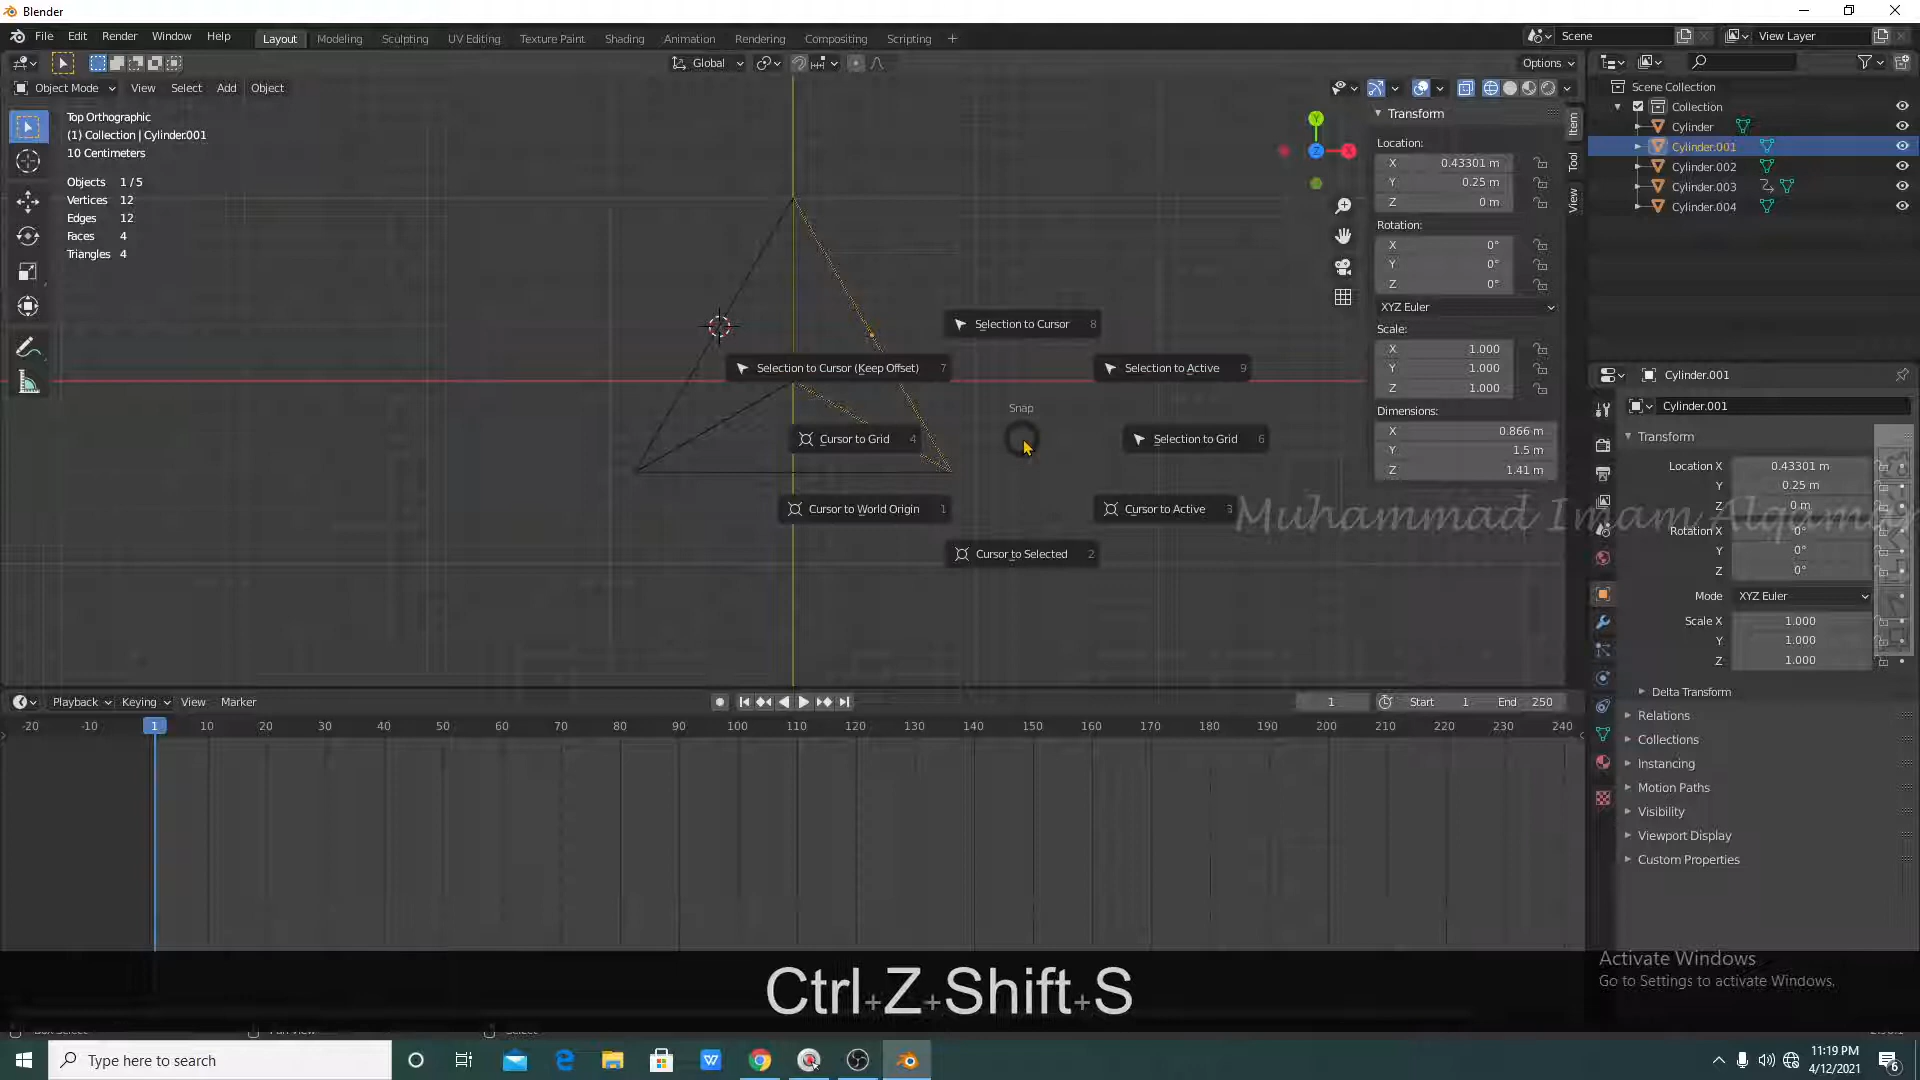 Blender
File Edit Render Window Help
Layout Modeling Sculpting UV Editing Texture Paint Shading Animation Rendering Compositing Scripting +
Scene View Layer
Global Options
Object Mode View Select Add Object
Top Orthographic
(1) Collection | Cylinder.001
10 Centimeters
Objects 1 / 5
Vertices 12
Edges 12
Faces 4
Triangles 4
Selection to Cursor 8
Selection to Cursor (Keep Offset) 7
Selection to Active 9
Snap
Cursor to Grid 4
Selection to Grid 6
Cursor to World Origin 1
Cursor to Active 3
Cursor to Selected 2
Y
Z
X
Transform
Location:
X 0.43301 m
Y 0.25 m
Z 0 m
Rotation:
X 0°
Y 0°
Z 0°
XYZ Euler
Scale:
X 1.000
Y 1.000
Z 1.000
Dimensions:
X 0.866 m
Y 1.5 m
Z 1.41 m
Item
Tool
View
Scene Collection
Collection
Cylinder
Cylinder.001
Cylinder.002
Cylinder.003
Cylinder.004
Cylinder.001
Cylinder.001
Transform
Location X 0.43301 m
Y 0.25 m
Z 0 m
Rotation X 0°
Y 0°
Z 0°
Mode XYZ Euler
Scale X 1.000
Y 1.000
Z 1.000
Delta Transform
Relations
Collections
Instancing
Motion Paths
Visibility
Viewport Display
Custom Properties
Muhammad Imam Alqamar
Playback Keying View Marker
1 Start 1 End 250
-20 -10 1 10 20 30 40 50 60 70 80 90 100 110 120 130 140 150 160 170 180 190 200 210 220 230 240
Ctrl+Z+Shift+S
Activate Windows
Go to Settings to activate Windows.
Type here to search
11:19 PM
4/12/2021
6